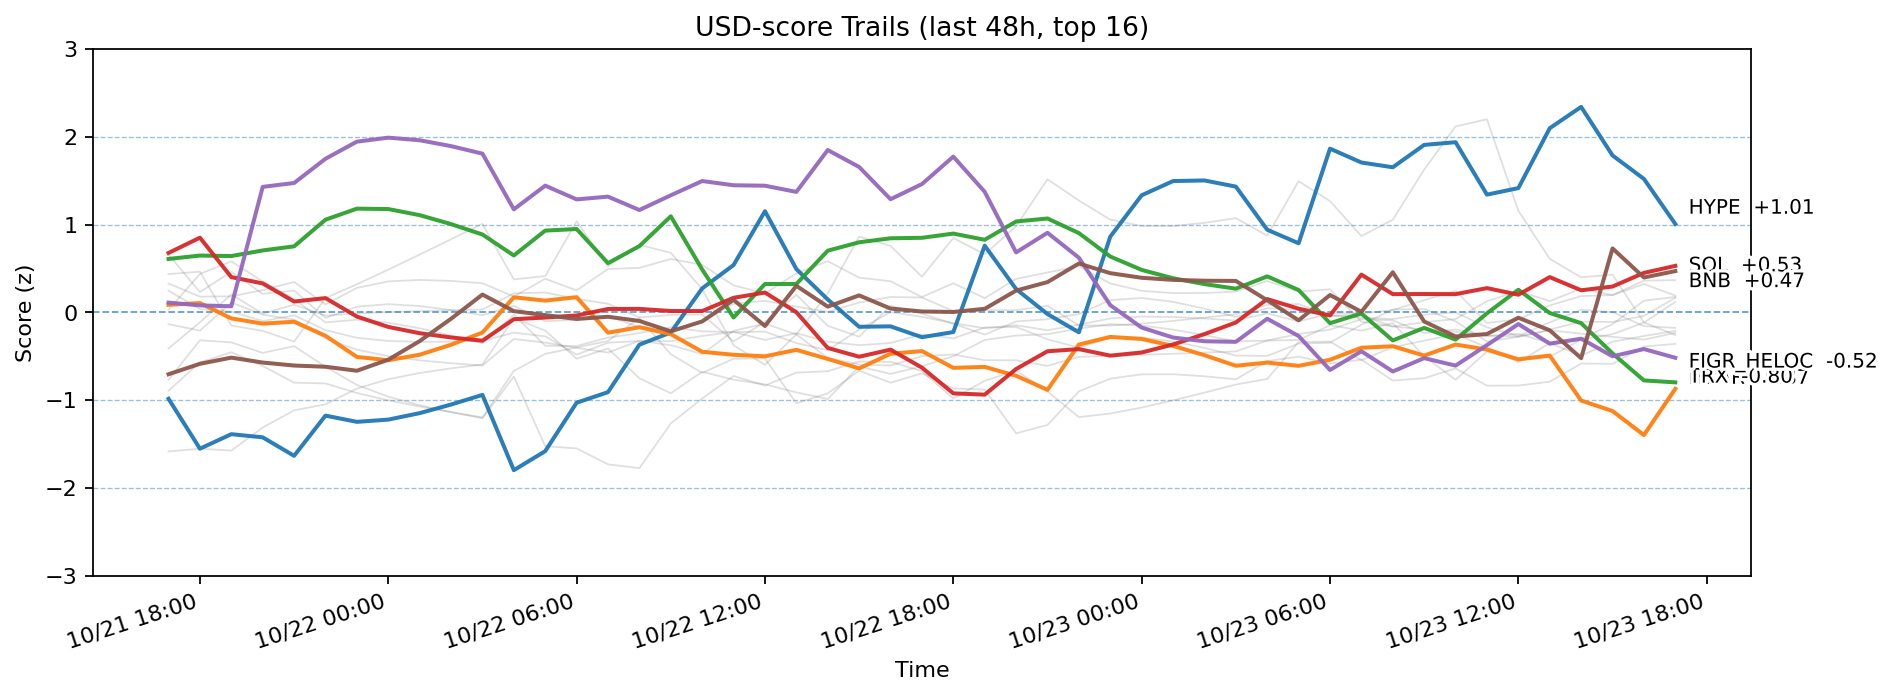 USD-score Trails (last 48h, top 16)
Score (z)
3
2
1
0
−1
−2
−3
HYPE +1.01
SOL +0.53
BNB +0.47
FIGR_HELOC -0.52
10/21 18:00
10/22 00:00
10/22 06:00
10/22 12:00
10/22 18:00
10/23 00:00
10/23 06:00
10/23 12:00
10/23 18:00
Time